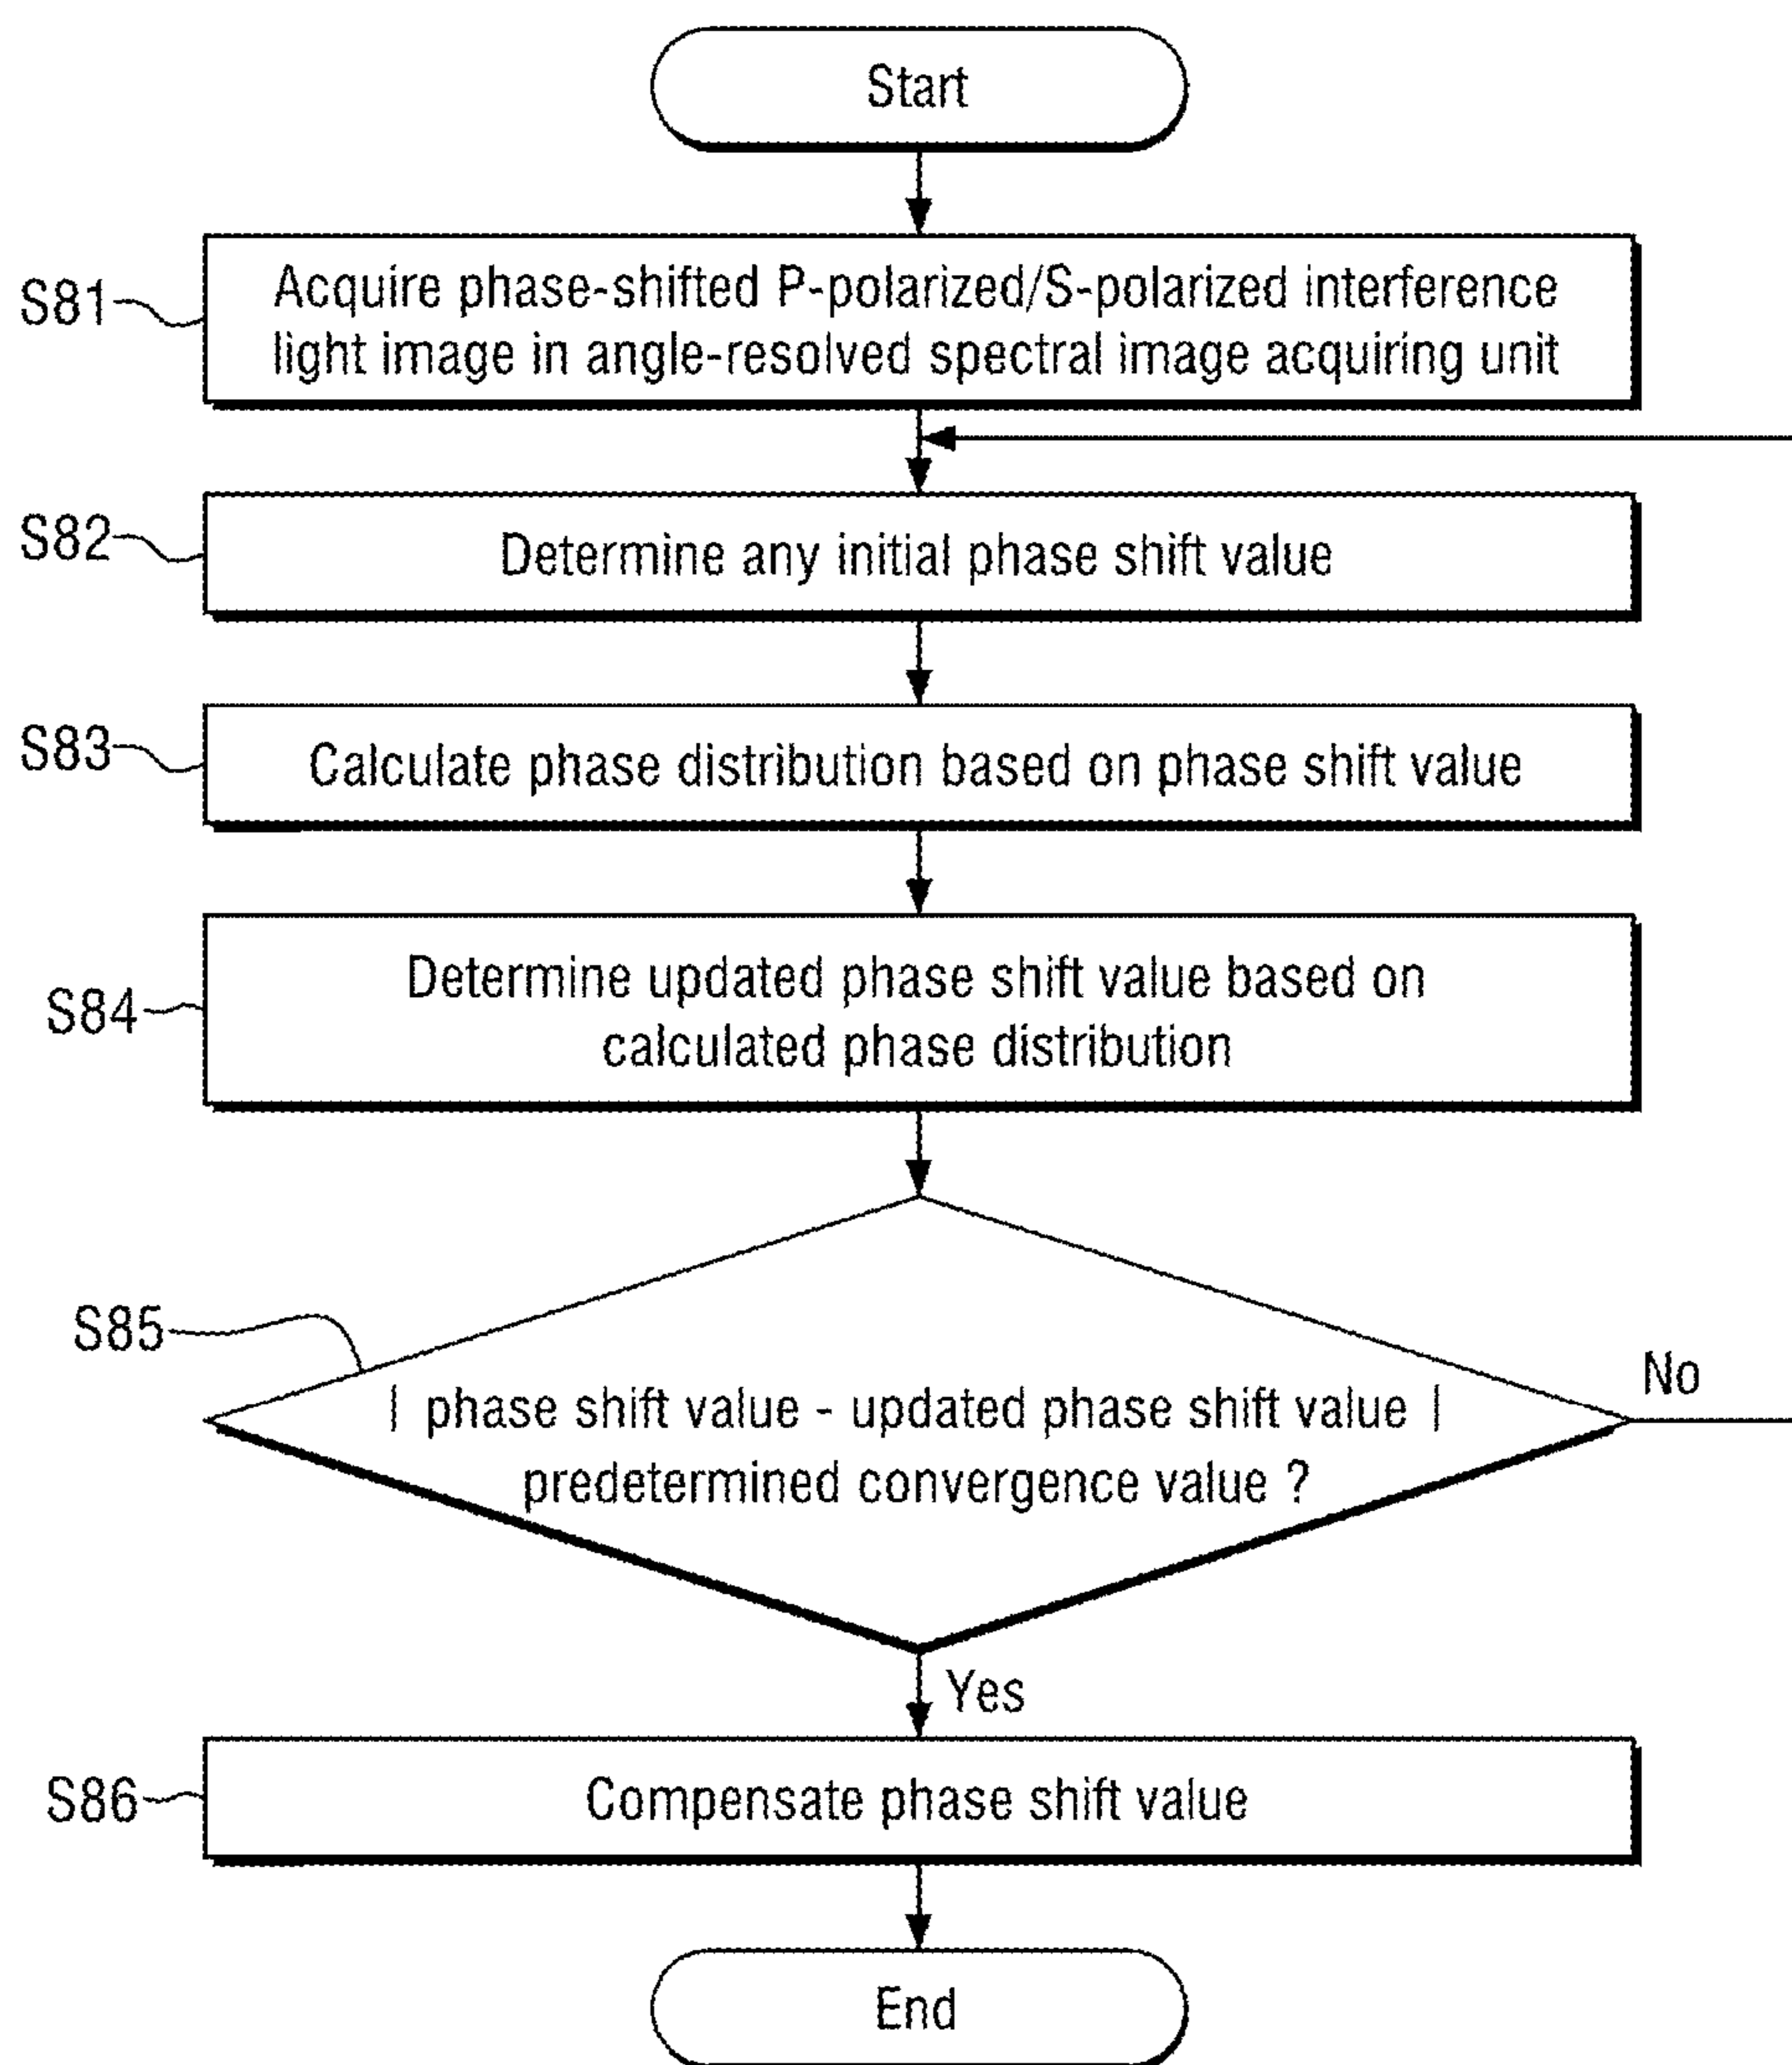 Start
S81
Acquire phase-shifted P-polarized/S-polarized interference
light image in angle-resolved spectral image acquiring unit
S82
Determine any initial phase shift value
S83
Calculate phase distribution based on phase shift value
S84
Determine updated phase shift value based on
calculated phase distribution
S85
| phase shift value - updated phase shift value |
predetermined convergence value ?
No
Yes
S86
Compensate phase shift value
End